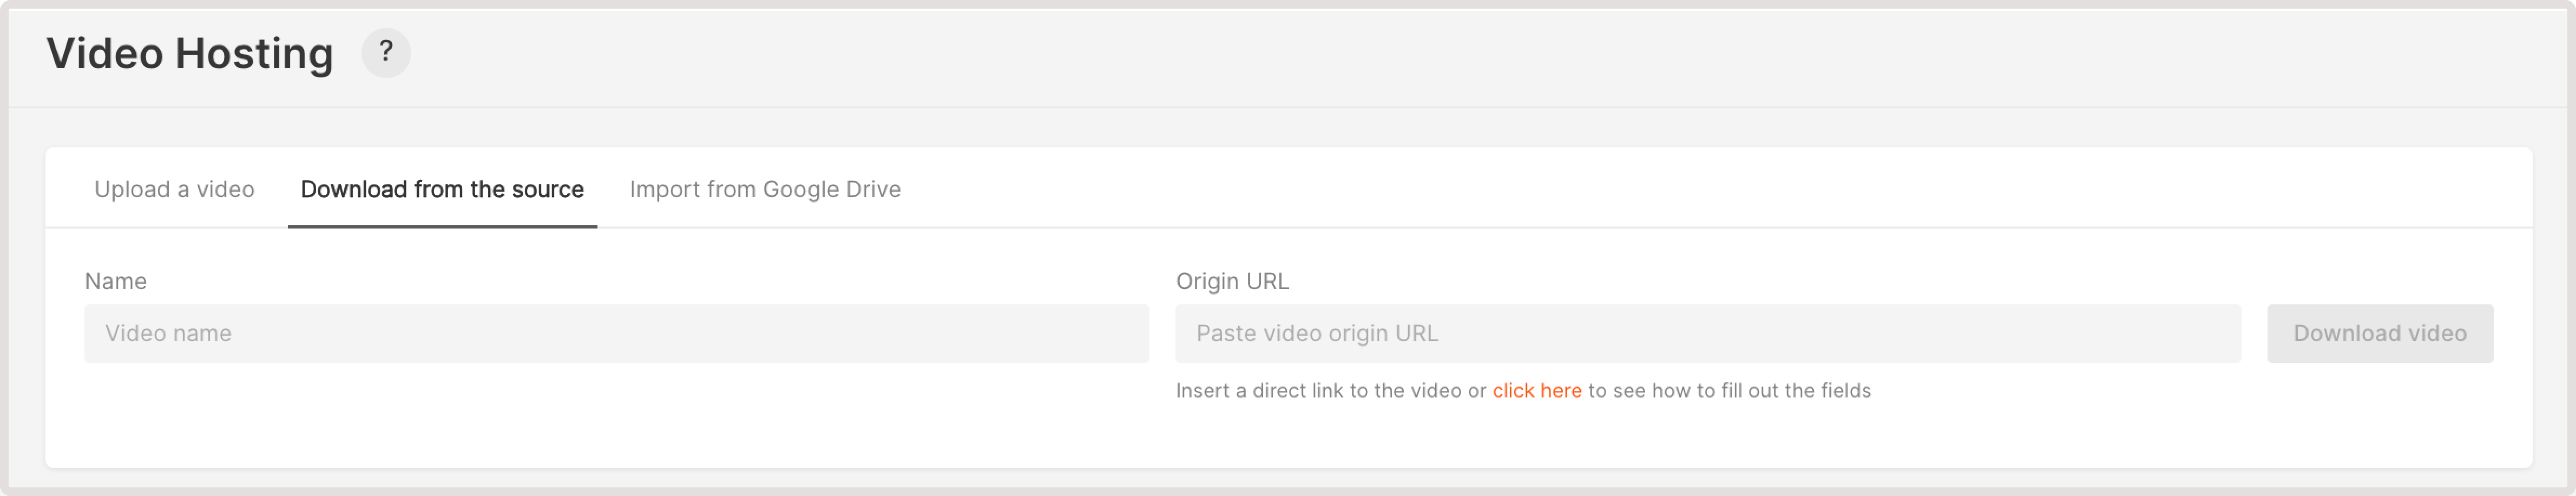 Video Hosting ?
Upload a video Download from the source Import from Google Drive
Name Origin URL
Video name Paste video origin URL Download video
Insert a direct link to the video or click here to see how to fill out the fields